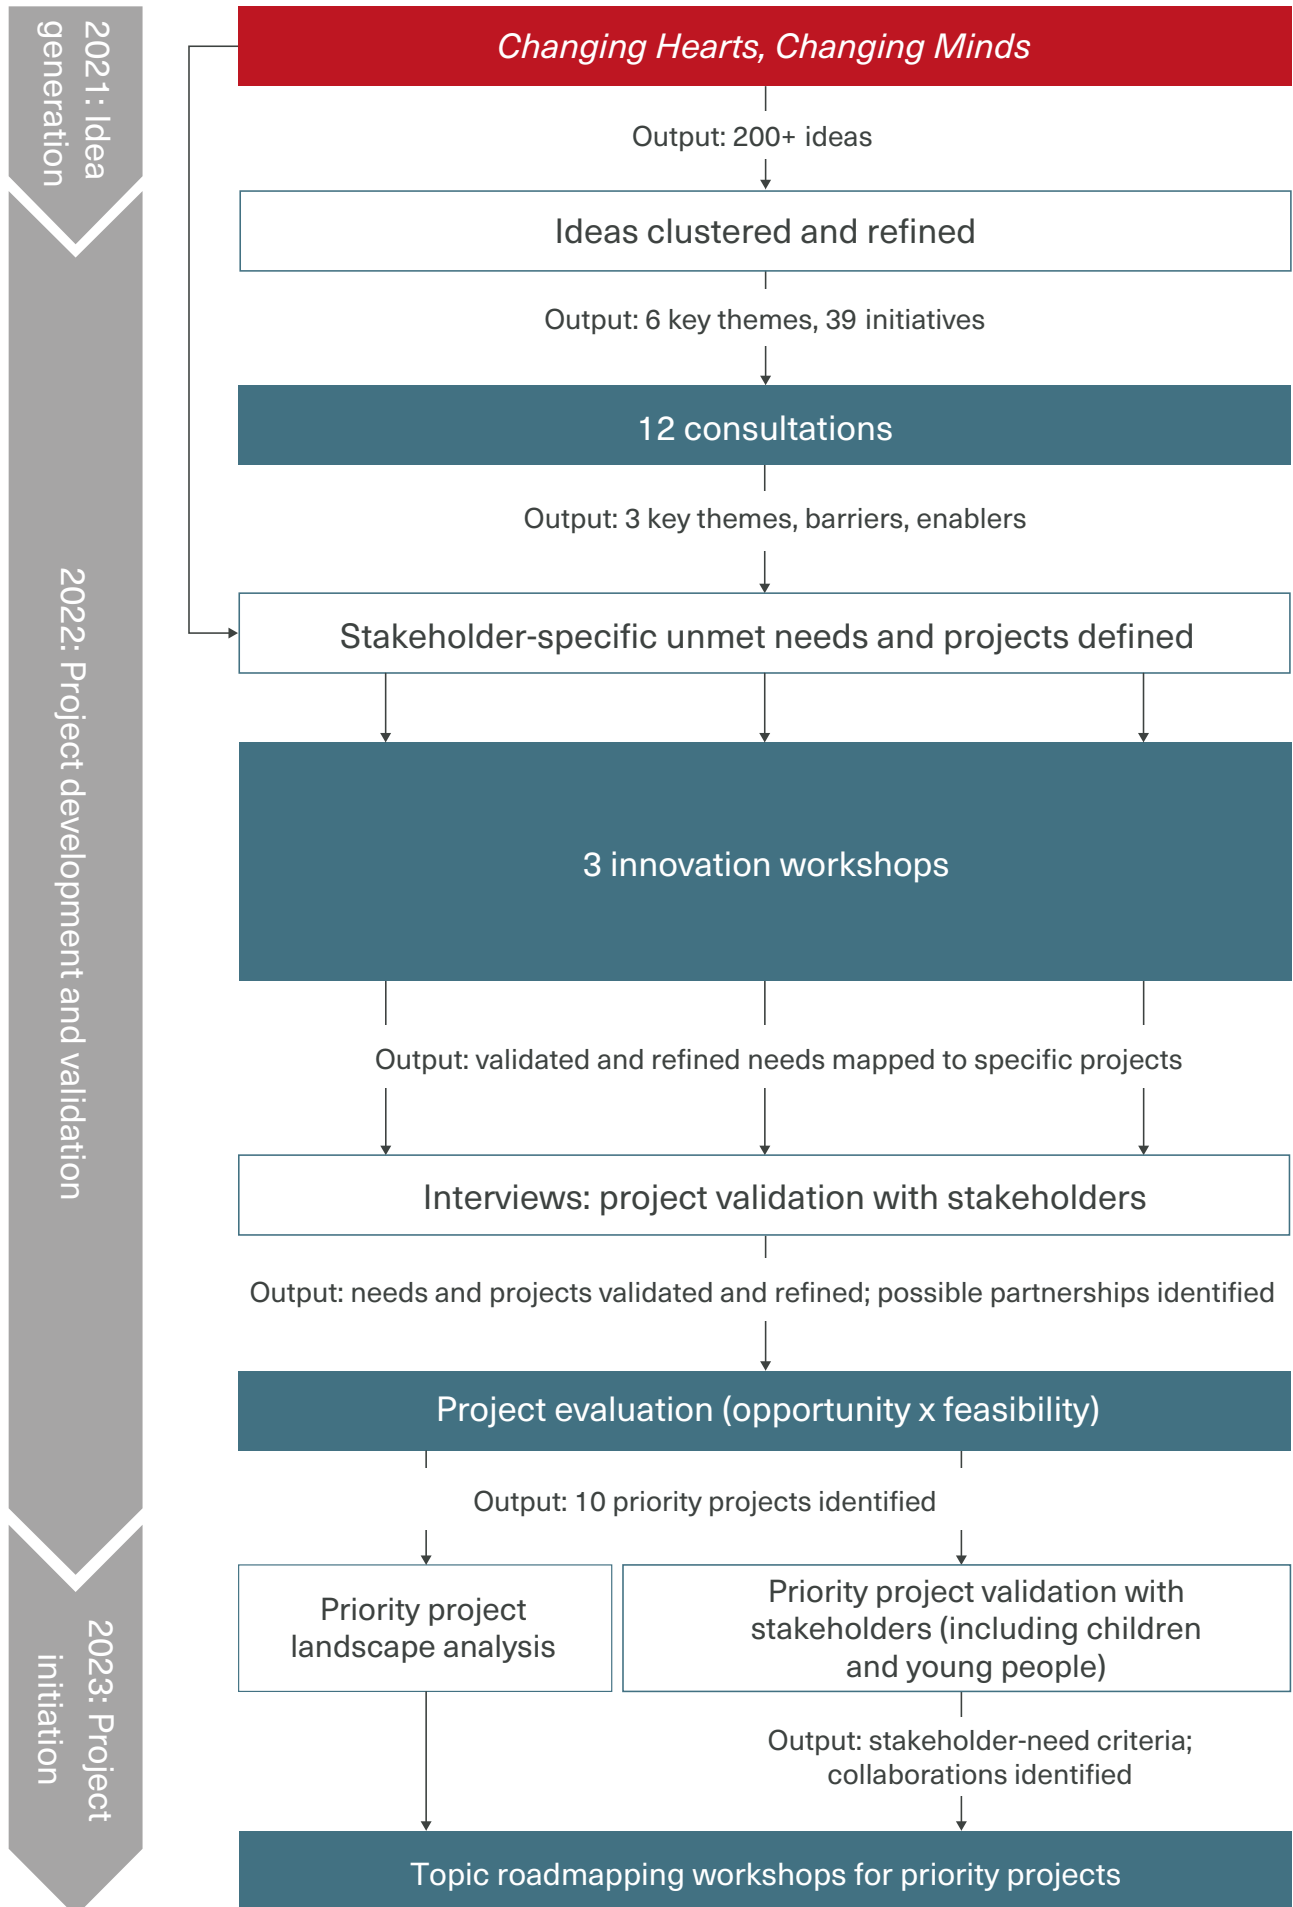 2021: Idea
generation
Changing Hearts, Changing Minds
Output: 200+ ideas
Ideas clustered and refined
Output: 6 key themes, 39 initiatives
12 consultations
Output: 3 key themes, barriers, enablers
2022: Project development and validation
Stakeholder-specific unmet needs and projects defined
3 innovation workshops
Output: validated and refined needs mapped to specific projects
Interviews: project validation with stakeholders
Output: needs and projects validated and refined; possible partnerships identified
Project evaluation (opportunity x feasibility)
Output: 10 priority projects identified
2023: Project
initiation
Priority project
landscape analysis
Priority project validation with
stakeholders (including children
and young people)
Output: stakeholder-need criteria;
collaborations identified
Topic roadmapping workshops for priority projects